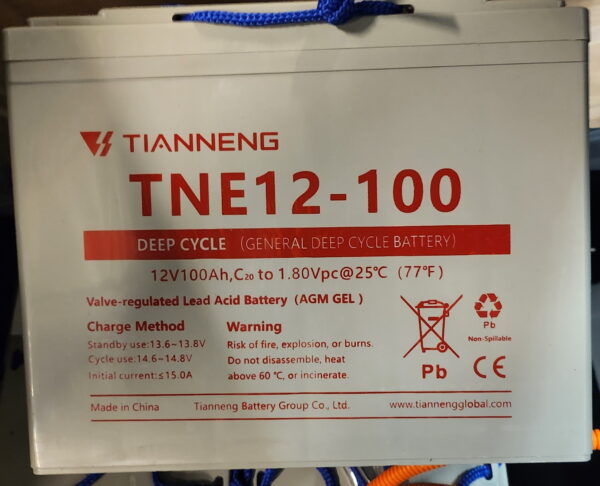 TIANNENG
TNE12-100
DEEP CYCLE (GENERAL DEEP CYCLE BATTERY)
12V100Ah,C₂₀ to 1.80Vpc@25℃ (77℉)
Valve-regulated Lead Acid Battery (AGM GEL )
Charge Method
Standby use:13.6~13.8V
Cycle use:14.6~14.8V
Initial current:≤15.0A
Warning
Risk of fire, explosion, or burns.
Do not disassemble, heat
above 60 ℃, or incinerate.
Pb
Pb
Non-Spillable
CE
Made in China
Tianneng Battery Group Co., Ltd.
www.tiannengglobal.com